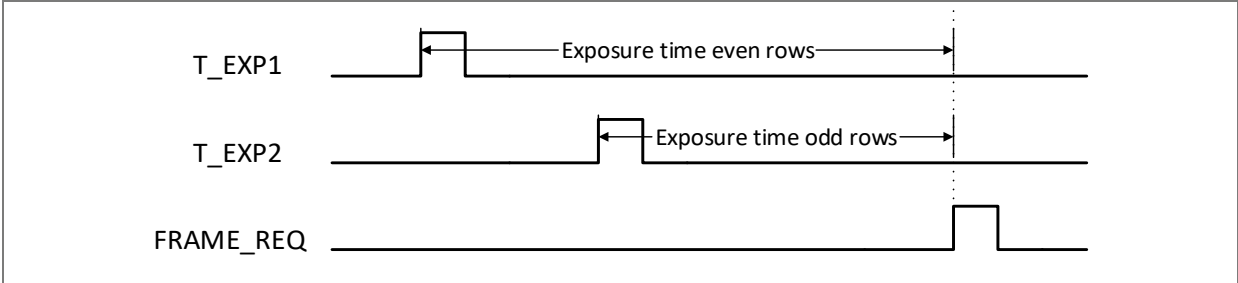 T_EXP1
Exposure time even rows
T_EXP2
Exposure time odd rows
FRAME_REQ